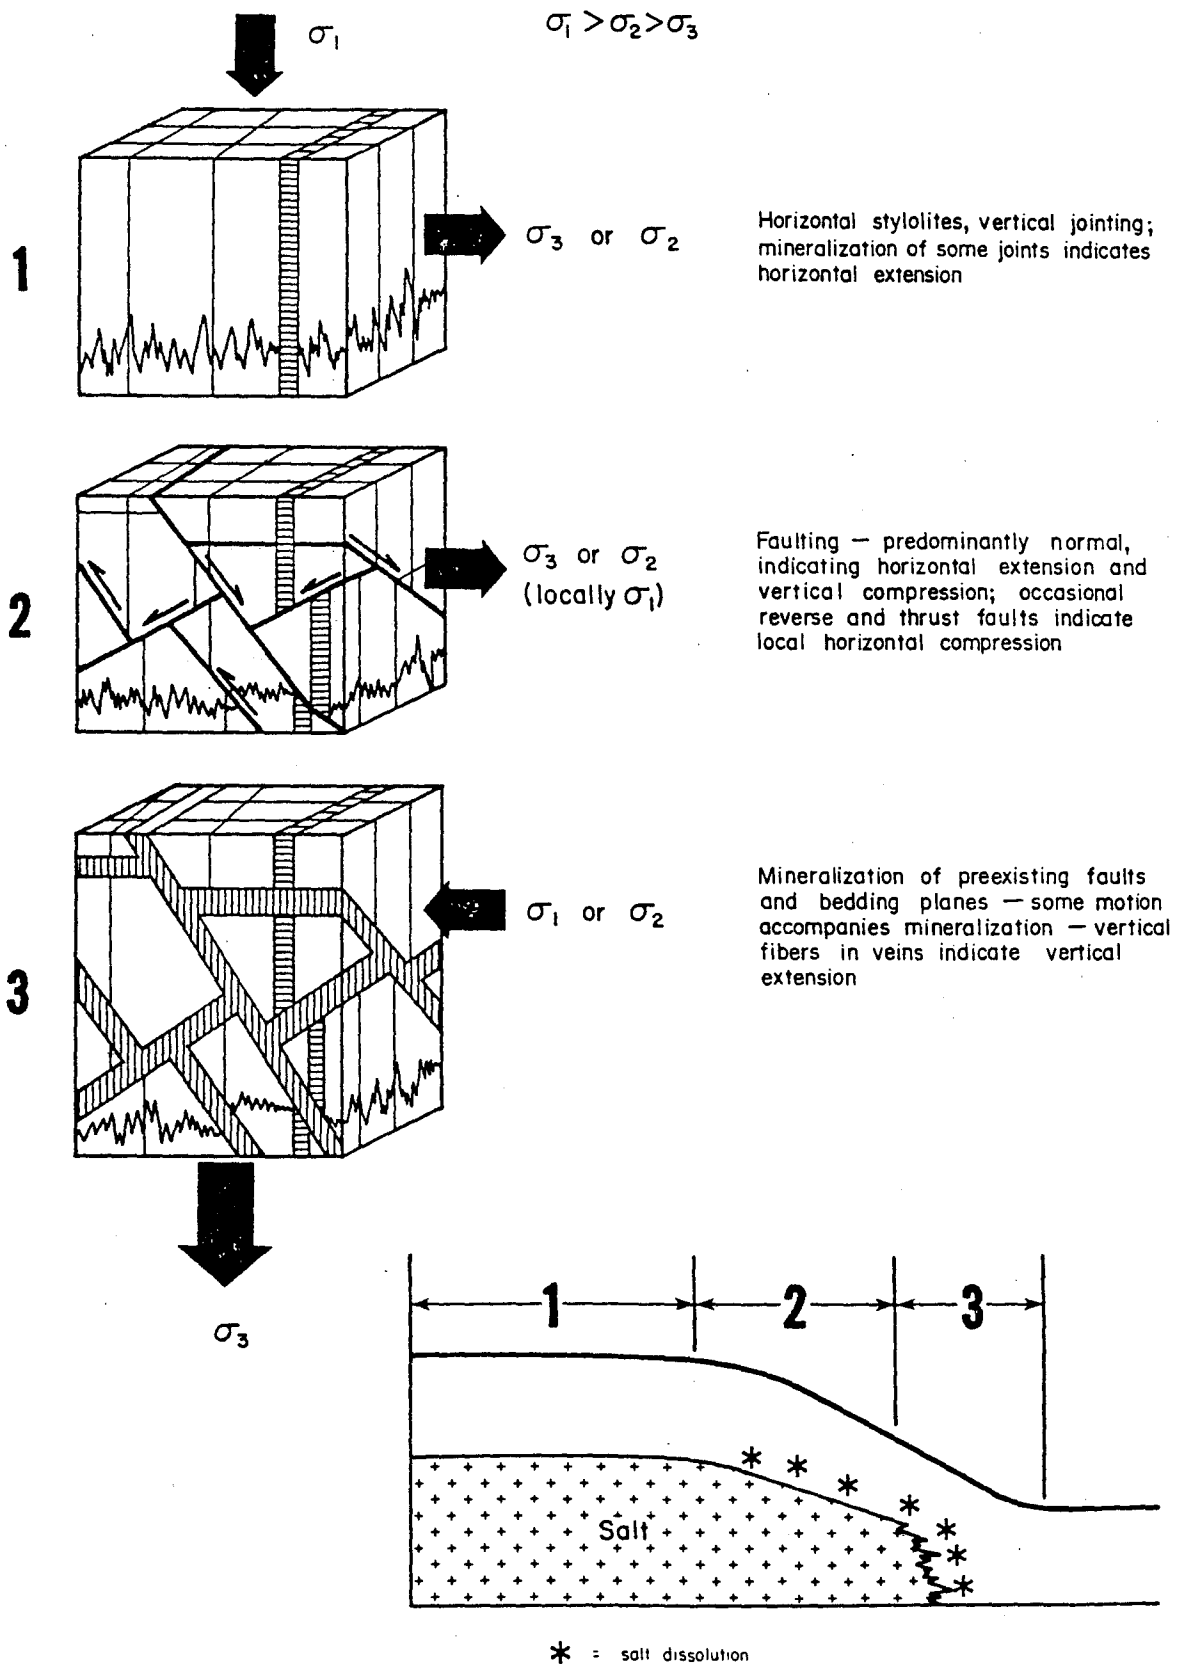 σ₁
σ₁ > σ₂ > σ₃
1
σ₃ or σ₂
Horizontal stylolites, vertical jointing;
mineralization of some joints indicates
horizontal extension
2
σ₃ or σ₂
(locally σ₁)
Faulting — predominantly normal,
indicating horizontal extension and
vertical compression; occasional
reverse and thrust faults indicate
local horizontal compression
3
σ₁ or σ₂
Mineralization of preexisting faults
and bedding planes — some motion
accompanies mineralization — vertical
fibers in veins indicate vertical
extension
σ₃
1 2 3
Salt
* = salt dissolution